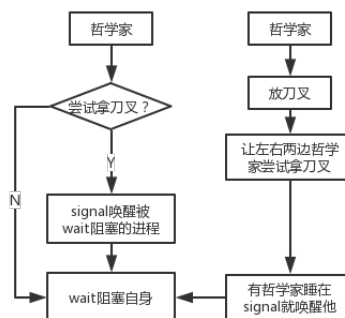 哲学家
尝试拿刀叉？
Y
N
signal唤醒被
wait阻塞的进程
wait阻塞自身
哲学家
放刀叉
让左右两边哲学
家尝试拿刀叉
有哲学家睡在
signal就唤醒他